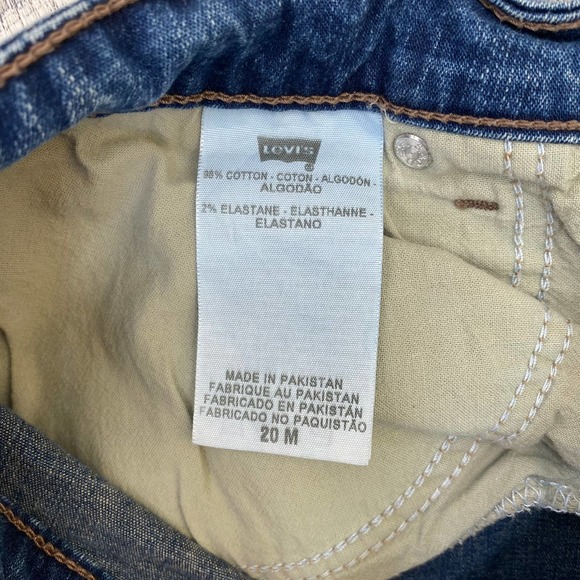 LEVI'S
98% COTTON - COTON - ALGODÓN -
ALGODÃO
2% ELASTANE - ÉLASTHANNE -
ELASTANO
MADE IN PAKISTAN
FABRIQUE AU PAKISTAN
FABRICADO EN PAKISTÁN
FABRICADO NO PAQUISTÃO
20 M